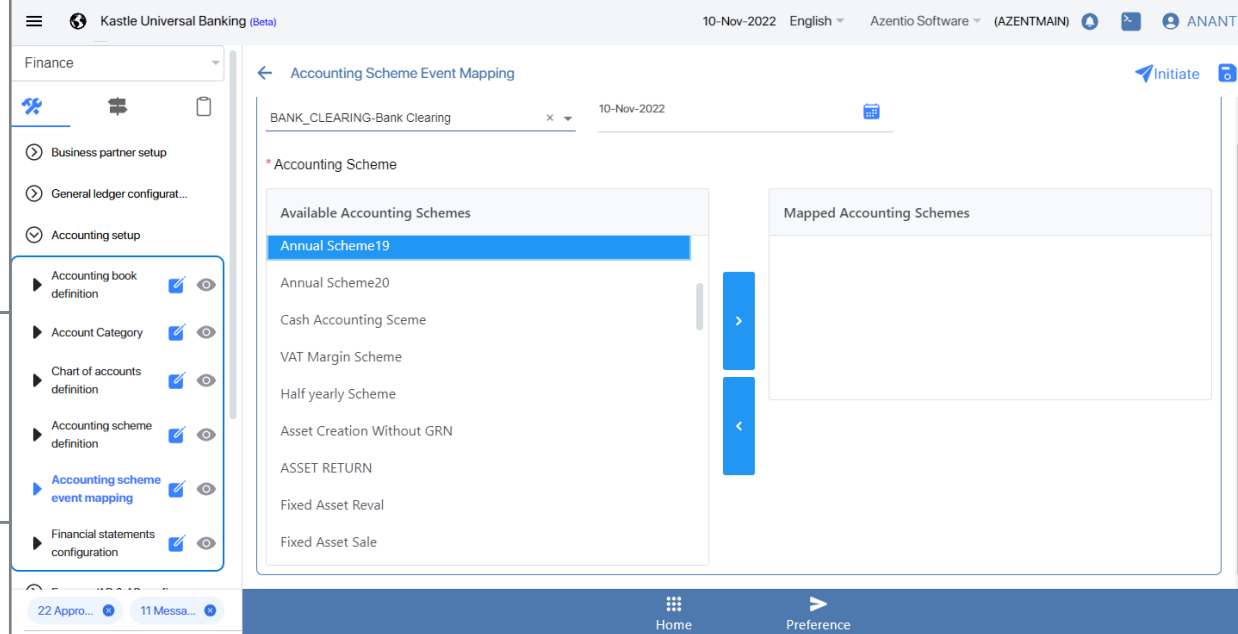 Kastle Universal Banking (Beta)
10-Nov-2022 English Azentio Software (AZENTMAIN) ANANT
Finance
Business partner setup
General ledger configurat...
Accounting setup
Accounting book
definition
Account Category
Chart of accounts
definition
Accounting scheme
definition
Accounting scheme
event mapping
Financial statements
configuration
22 Appro... 11 Messa...
Accounting Scheme Event Mapping
Initiate
BANK_CLEARING-Bank Clearing
10-Nov-2022
* Accounting Scheme
Available Accounting Schemes
Annual Scheme19
Annual Scheme20
Cash Accounting Sceme
VAT Margin Scheme
Half yearly Scheme
Asset Creation Without GRN
ASSET RETURN
Fixed Asset Reval
Fixed Asset Sale
Mapped Accounting Schemes
Home
Preference